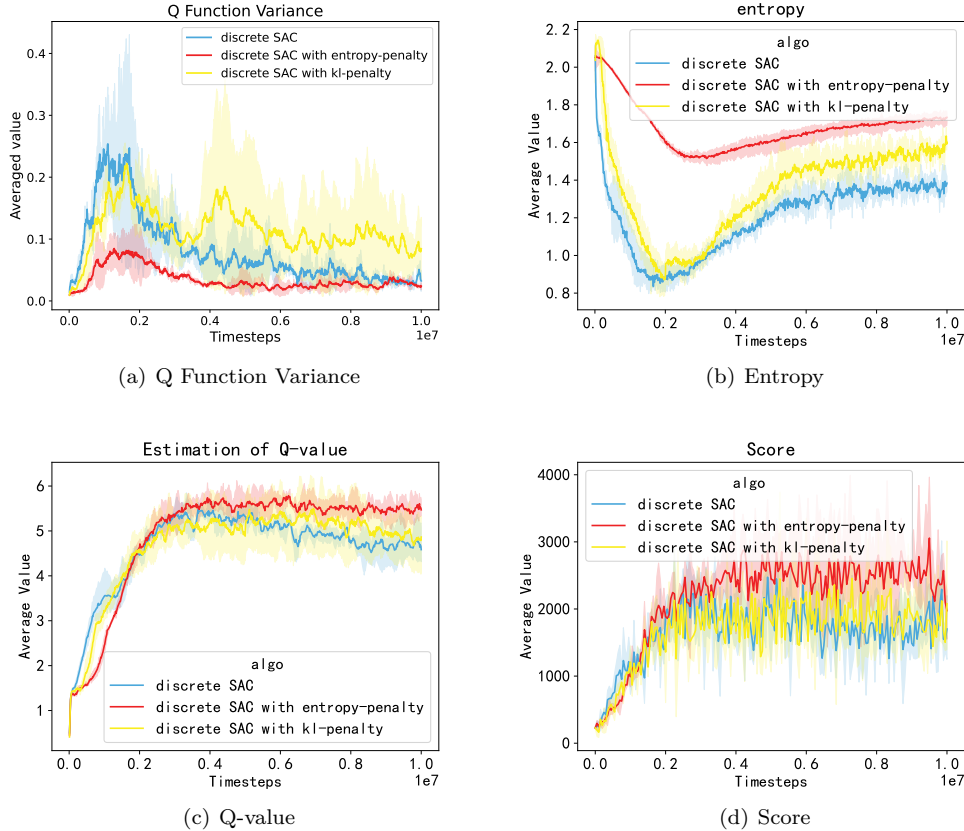 Q Function Variance
discrete SAC
discrete SAC with entropy-penalty
discrete SAC with kl-penalty
Averaged value
0.4
0.3
0.2
0.1
0.0
0.0 0.2 0.4 0.6 0.8 1.0
Timesteps
1e7
(a) Q Function Variance
entropy
algo
discrete SAC
discrete SAC with entropy-penalty
discrete SAC with kl-penalty
Average Value
2.2
2.0
1.8
1.6
1.4
1.2
1.0
0.8
0.0 0.2 0.4 0.6 0.8 1.0
Timesteps
1e7
(b) Entropy
Estimation of Q-value
Average Value
6
5
4
3
2
1
algo
discrete SAC
discrete SAC with entropy-penalty
discrete SAC with kl-penalty
0.0 0.2 0.4 0.6 0.8 1.0
Timesteps
1e7
(c) Q-value
Score
algo
discrete SAC
discrete SAC with entropy-penalty
discrete SAC with kl-penalty
Average Value
4000
3000
2000
1000
0
0.0 0.2 0.4 0.6 0.8 1.0
Timesteps
1e7
(d) Score